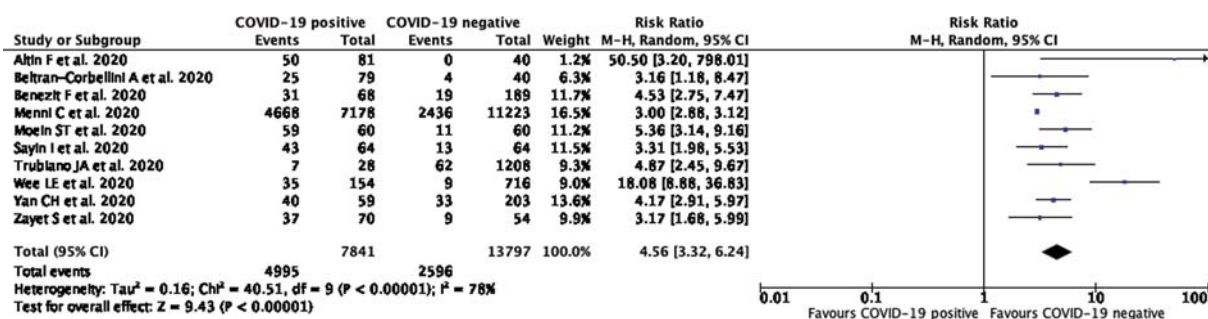 COVID-19 positive COVID-19 negative Risk Ratio Risk Ratio
Study or Subgroup Events Total Events Total Weight M-H, Random, 95% CI M-H, Random, 95% CI
Altin F et al. 2020 50 81 0 40 1.2% 50.50 [3.20, 798.01]
Beltran-Corbellini A et al. 2020 25 79 4 40 6.3% 3.16 [1.18, 8.47]
Benezit F et al. 2020 31 68 19 189 11.7% 4.53 [2.75, 7.47]
Menni C et al. 2020 4668 7178 2436 11223 16.5% 3.00 [2.88, 3.12]
Moein ST et al. 2020 59 60 11 60 11.2% 5.36 [3.14, 9.16]
Sayin I et al. 2020 43 64 13 64 11.5% 3.31 [1.98, 5.53]
Trubiano JA et al. 2020 7 28 62 1208 9.3% 4.87 [2.45, 9.67]
Wee LE et al. 2020 35 154 9 716 9.0% 18.08 [8.88, 36.83]
Yan CH et al. 2020 40 59 33 203 13.6% 4.17 [2.91, 5.97]
Zayet S et al. 2020 37 70 9 54 9.9% 3.17 [1.68, 5.99]
Total (95% CI) 7841 13797 100.0% 4.56 [3.32, 6.24]
Total events 4995 2596
Heterogeneity: Tau² = 0.16; Chi² = 40.51, df = 9 (P < 0.00001); I² = 78%
Test for overall effect: Z = 9.43 (P < 0.00001)
0.01 0.1 1 10 100
Favours COVID-19 positive Favours COVID-19 negative